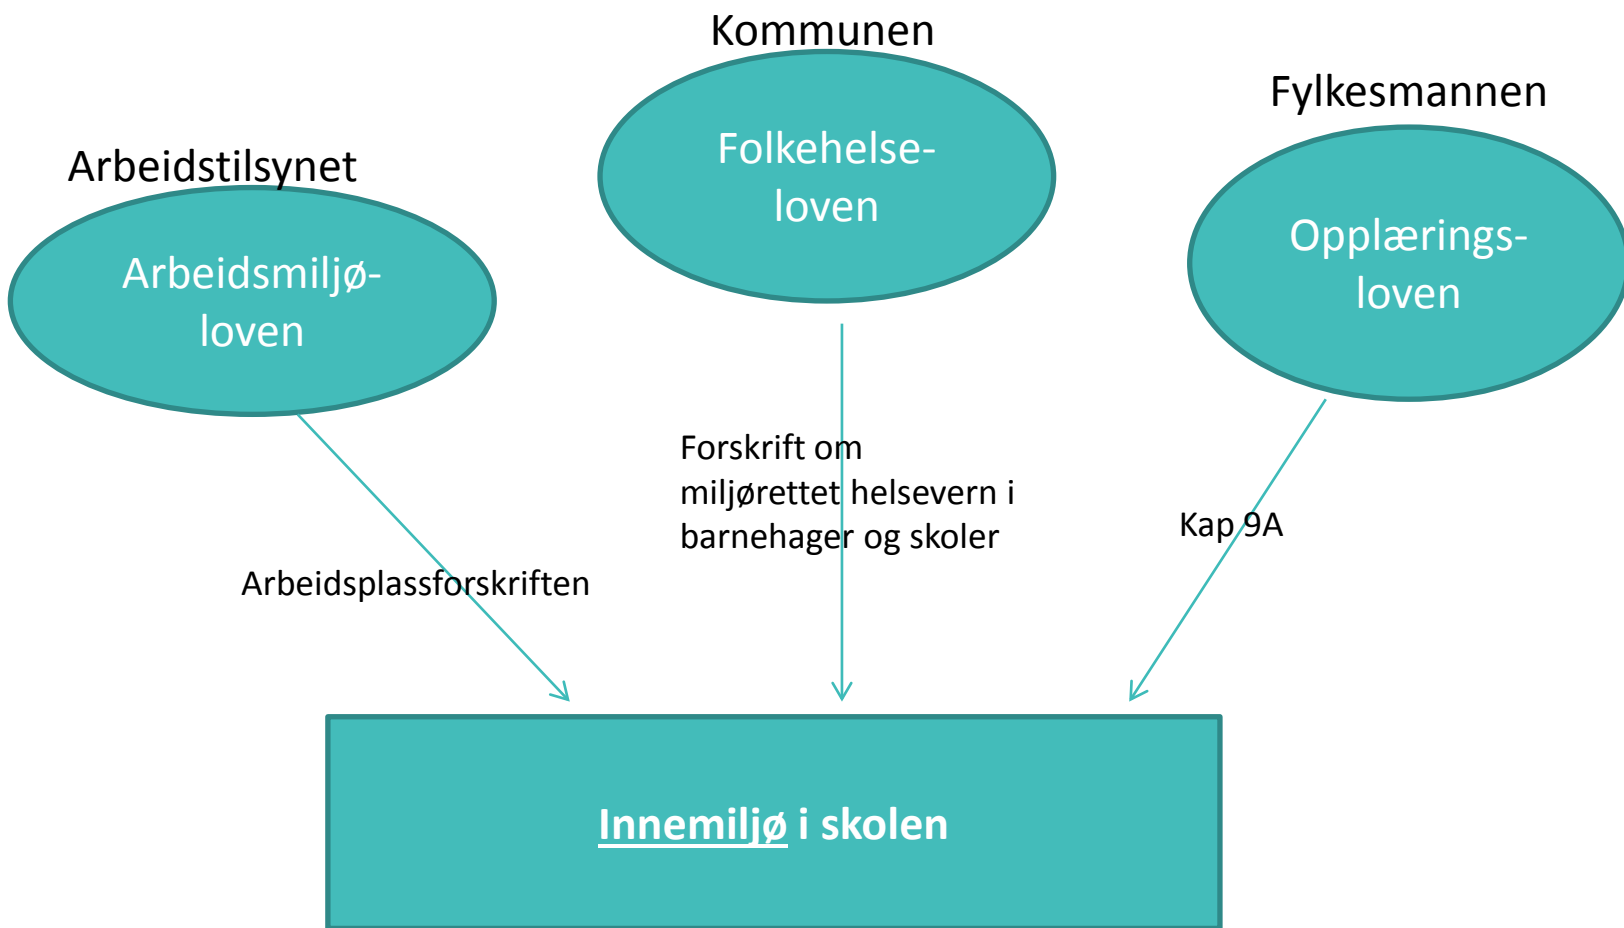 Kommunen
Folkehelse-
loven
Fylkesmannen
Opplærings-
loven
Arbeidstilsynet
Arbeidsmiljø-
loven
Forskrift om
miljørettet helsevern i
barnehager og skoler
Kap 9A
Arbeidsplassforskriften
Innemiljø i skolen